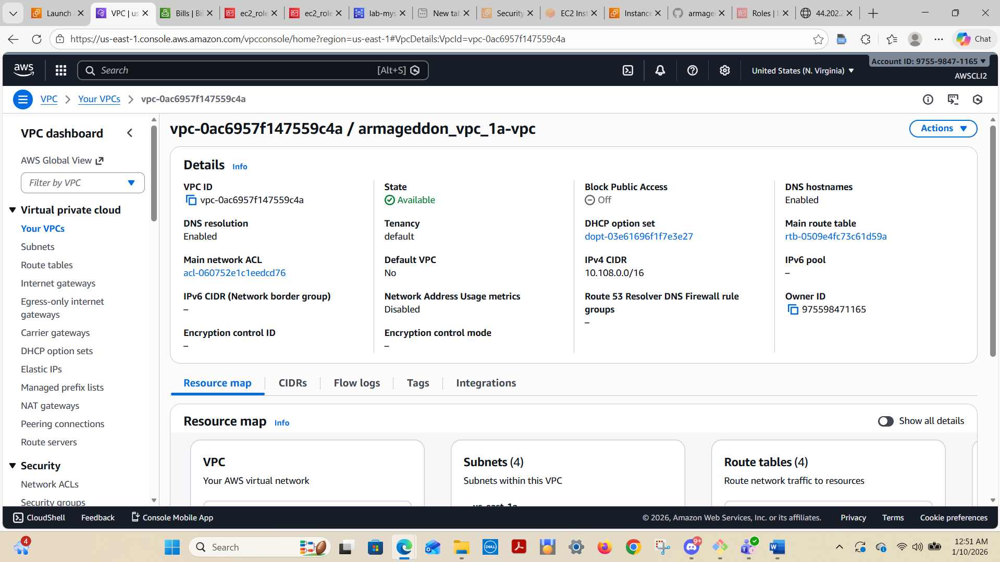 Launch
VPC | us
Bills | Bil
ec2_role
ec2_role
lab-mys
New tab
Security
EC2 Inst
Instance
armaged
Roles | I
44.202.2
https://us-east-1.console.aws.amazon.com/vpcconsole/home?region=us-east-1#VpcDetails:VpcId=vpc-0ac6957f147559c4a
Chat
aws
Search
[Alt+S]
United States (N. Virginia)
Account ID: 9755-9847-1165
AWSCLI2
VPC
Your VPCs
vpc-0ac6957f147559c4a
VPC dashboard
AWS Global View
Filter by VPC
Virtual private cloud
Your VPCs
Subnets
Route tables
Internet gateways
Egress-only internet
gateways
Carrier gateways
DHCP option sets
Elastic IPs
Managed prefix lists
NAT gateways
Peering connections
Route servers
Security
Network ACLs
Security groups
vpc-0ac6957f147559c4a / armageddon_vpc_1a-vpc
Actions
Details Info
VPC ID
vpc-0ac6957f147559c4a
State
Available
Block Public Access
Off
DNS hostnames
Enabled
DNS resolution
Enabled
Tenancy
default
DHCP option set
dopt-03e61696f1f7e3e27
Main route table
rtb-0509e4fc73c61d59a
Main network ACL
acl-060752e1c1eedcd76
Default VPC
No
IPv4 CIDR
10.108.0.0/16
IPv6 pool
–
IPv6 CIDR (Network border group)
–
Network Address Usage metrics
Disabled
Route 53 Resolver DNS Firewall rule
groups
–
Owner ID
975598471165
Encryption control ID
–
Encryption control mode
–
Resource map
CIDRs
Flow logs
Tags
Integrations
Resource map Info
Show all details
VPC
Your AWS virtual network
Subnets (4)
Subnets within this VPC
us-east-1a
Route tables (4)
Route network traffic to resources
CloudShell
Feedback
Console Mobile App
© 2026, Amazon Web Services, Inc. or its affiliates.
Privacy
Terms
Cookie preferences
4
Search
DELL
9+
12:51 AM
1/10/2026